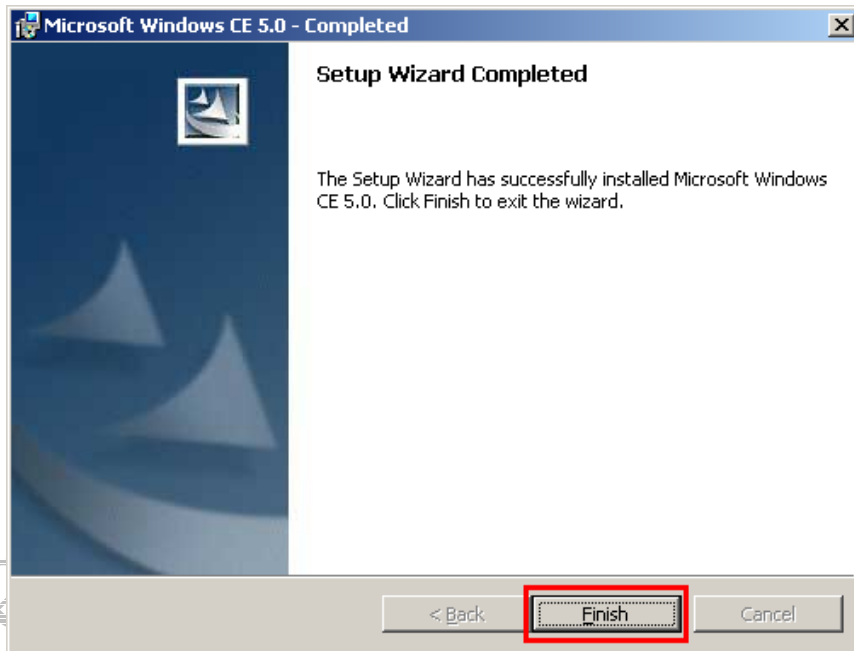 Microsoft Windows CE 5.0 - Completed
Setup Wizard Completed
The Setup Wizard has successfully installed Microsoft Windows
CE 5.0. Click Finish to exit the wizard.
< Back Finish Cancel